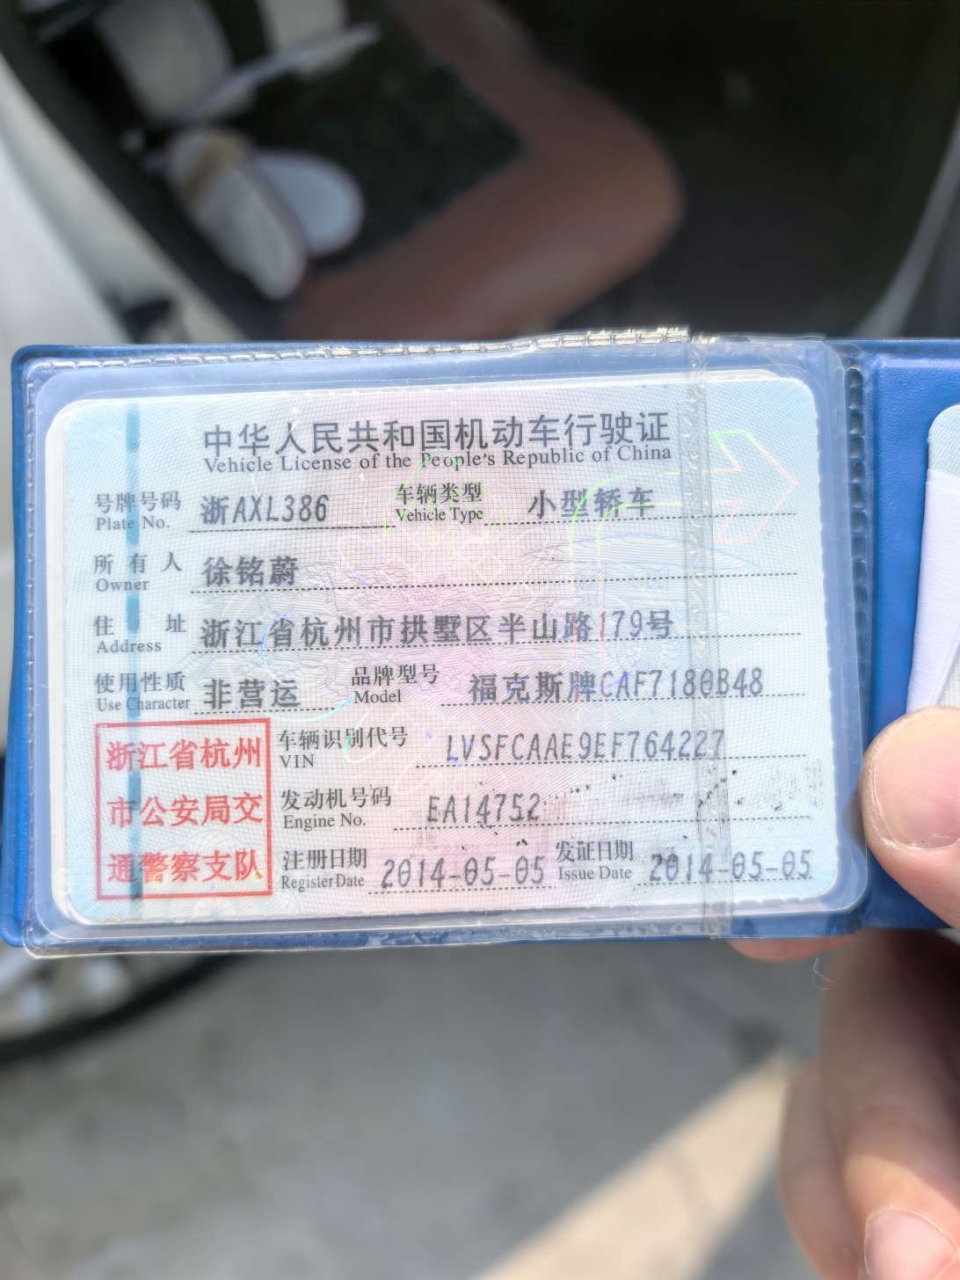 中华人民共和国机动车行驶证
Vehicle License of the People's Republic of China
号牌号码 浙AXL386 车辆类型 小型轿车
Plate No. Vehicle Type
所有人 徐铭蔚
Owner
住址 浙江省杭州市拱墅区半山路179号
Address
使用性质 非营运 品牌型号 福克斯牌CAF7180B48
Use Character Model
浙江省杭州
市公安局交
通警察支队
车辆识别代号 LVSFCAAE9EF764227
VIN
发动机号码 EA14752
Engine No.
注册日期 2014-05-05 发证日期 2014-05-05
Register Date Issue Date